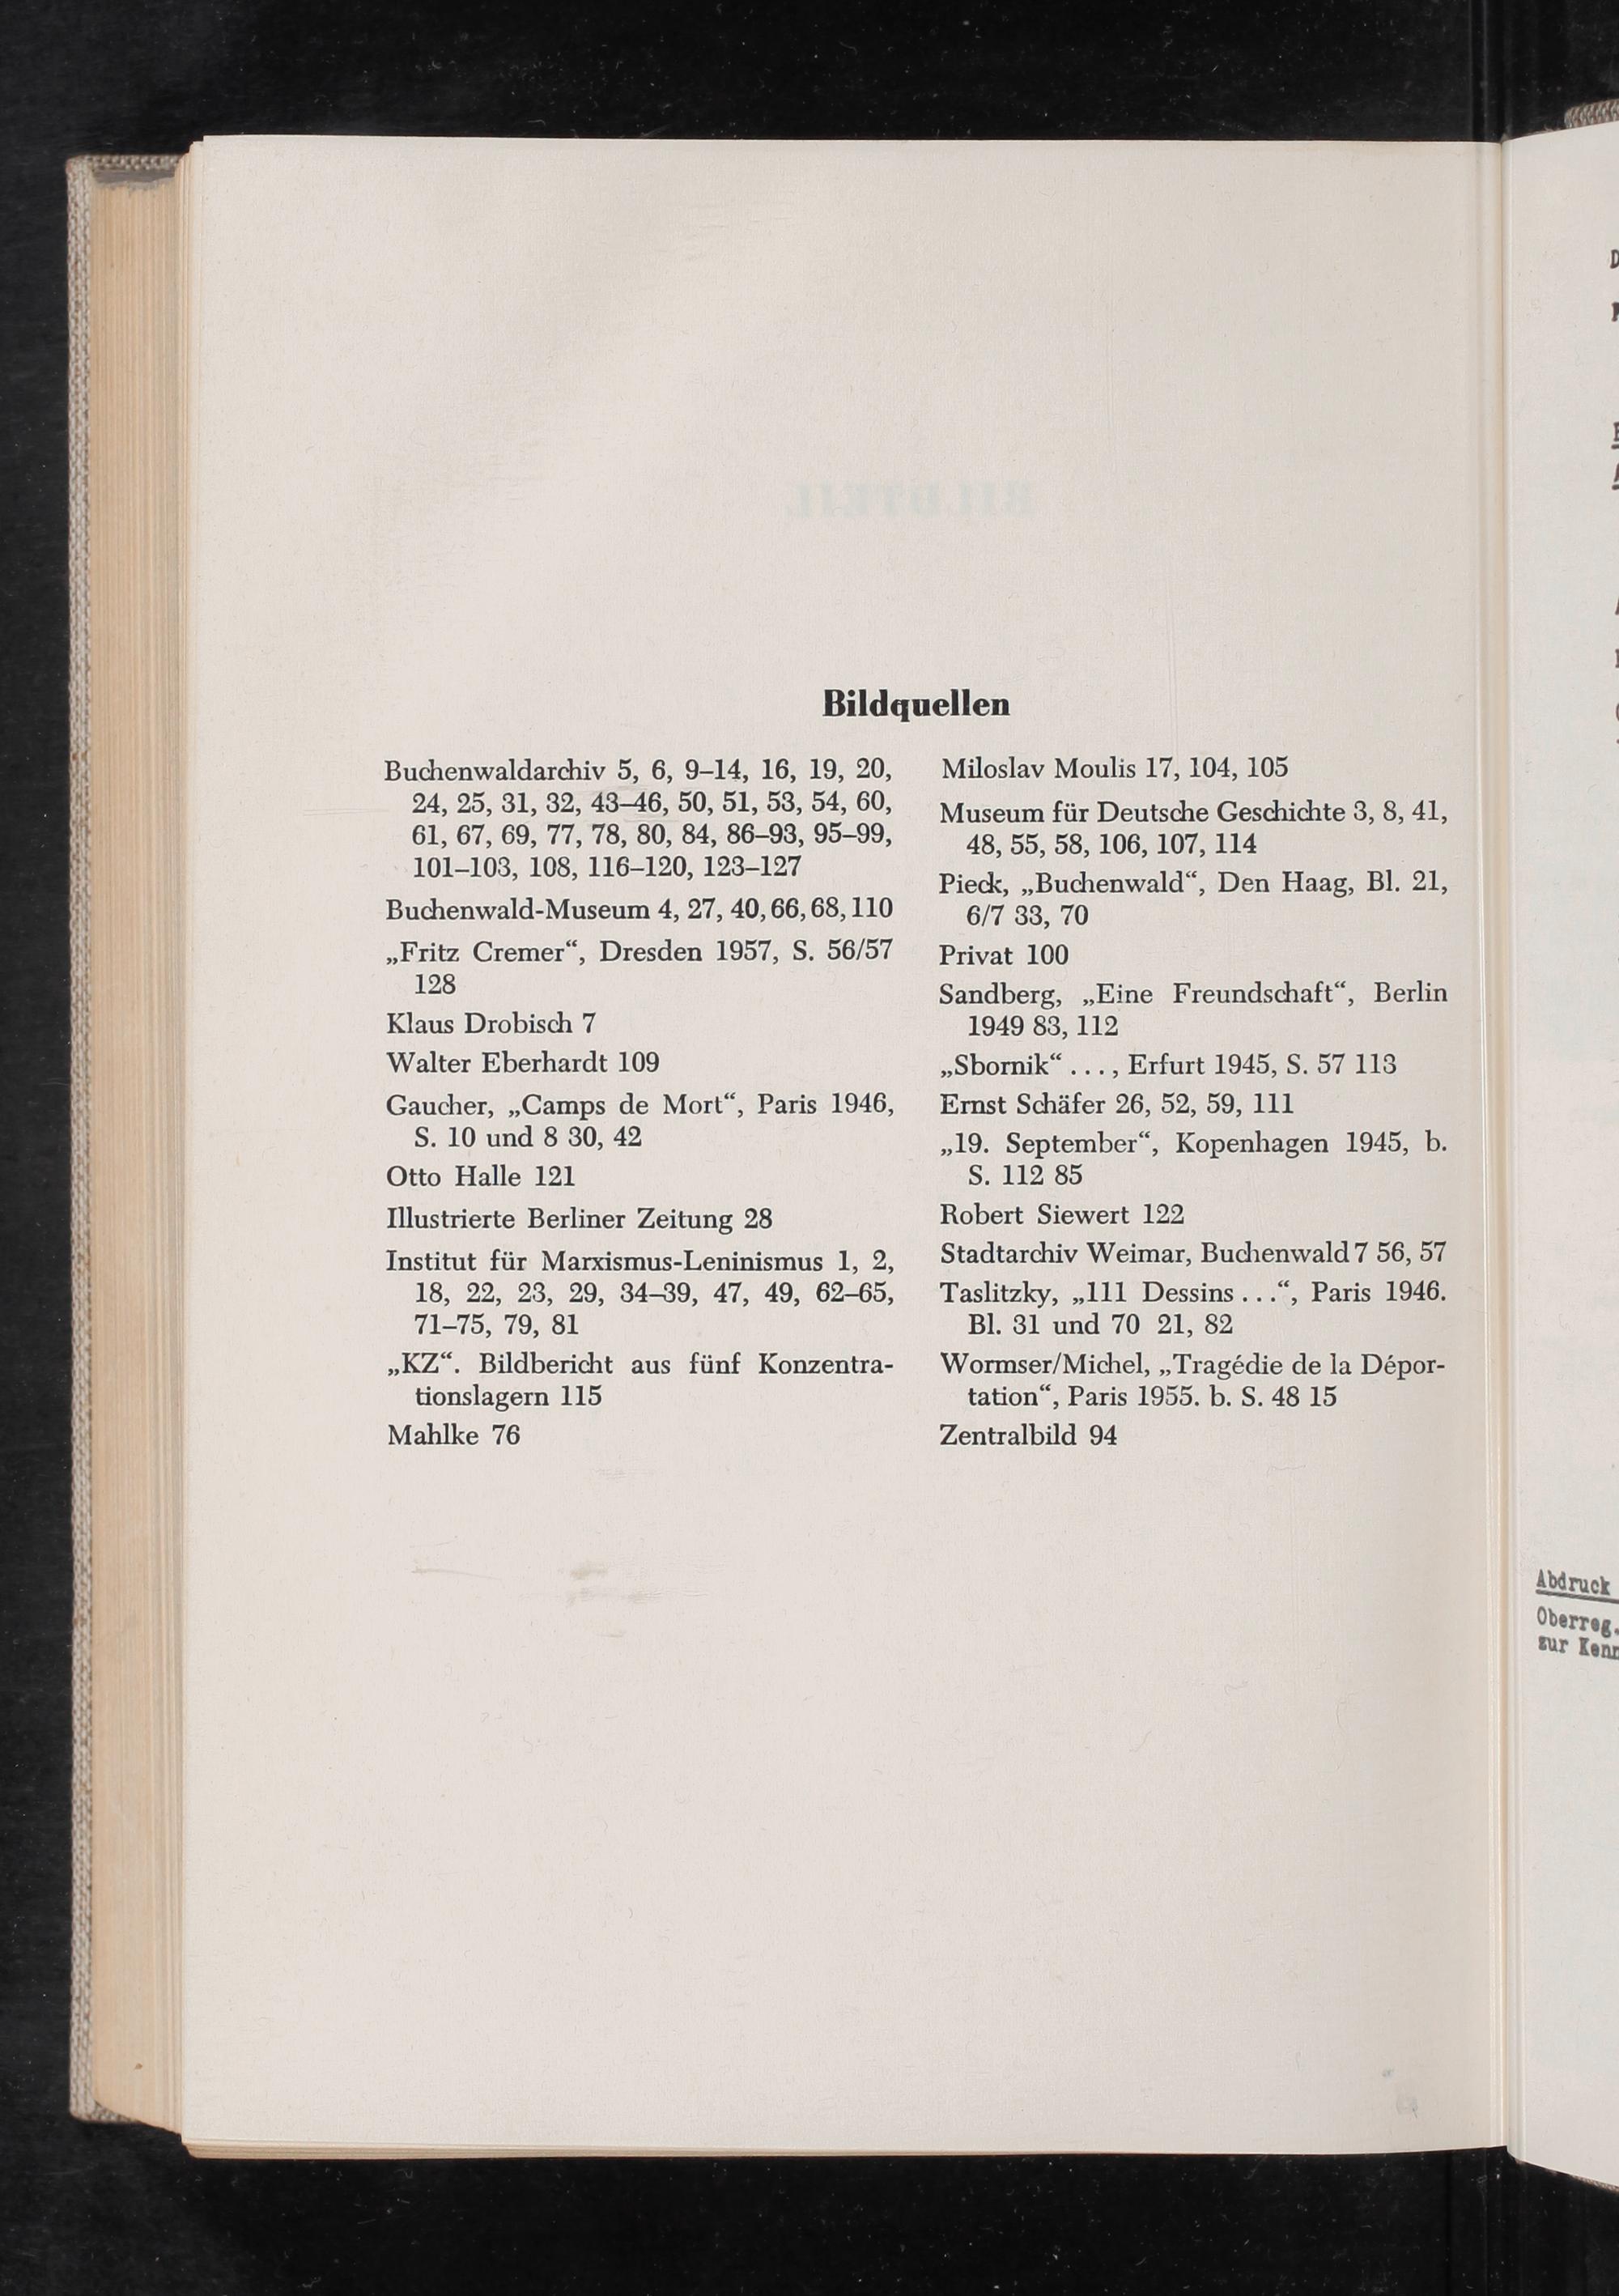 Bildquellen
Buchenwaldarchiv 5, 6, 9–14, 16, 19, 20,
24, 25, 31, 32, 43–46, 50, 51, 53, 54, 60,
61, 67, 69, 77, 78, 80, 84, 86–93, 95–99,
101–103, 108, 116–120, 123–127
Buchenwald-Museum 4, 27, 40, 66, 68, 110
„Fritz Cremer“, Dresden 1957, S. 56/57
128
Klaus Drobisch 7
Walter Eberhardt 109
Gaucher, „Camps de Mort“, Paris 1946,
S. 10 und 8 30, 42
Otto Halle 121
Illustrierte Berliner Zeitung 28
Institut für Marxismus-Leninismus 1, 2,
18, 22, 23, 29, 34–39, 47, 49, 62–65,
71–75, 79, 81
„KZ“. Bildbericht aus fünf Konzentra-
tionslagern 115
Mahlke 76
Miloslav Moulis 17, 104, 105
Museum für Deutsche Geschichte 3, 8, 41,
48, 55, 58, 106, 107, 114
Pieck, „Buchenwald“, Den Haag, Bl. 21,
6/7 33, 70
Privat 100
Sandberg, „Eine Freundschaft“, Berlin
1949 83, 112
„Sbornik“ . . . , Erfurt 1945, S. 57 113
Ernst Schäfer 26, 52, 59, 111
„19. September“, Kopenhagen 1945, b.
S. 112 85
Robert Siewert 122
Stadtarchiv Weimar, Buchenwald 7 56, 57
Taslitzky, „111 Dessins . . .“, Paris 1946.
Bl. 31 und 70 21, 82
Wormser/Michel, „Tragédie de la Dépor-
tation“, Paris 1955. b. S. 48 15
Zentralbild 94
Abdruck
Oberreg.
zur